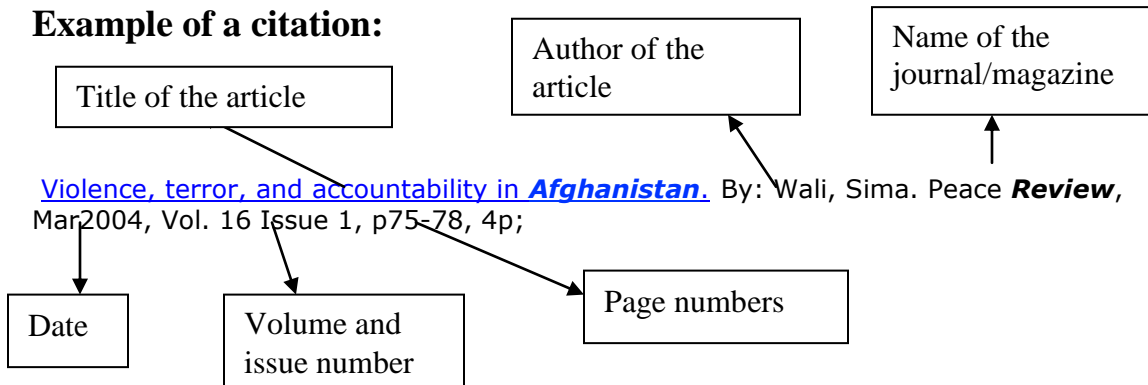 Example of a citation:
Title of the article
Author of the
article
Name of the
journal/magazine
Violence, terror, and accountability in Afghanistan. By: Wali, Sima. Peace Review,
Mar2004, Vol. 16 Issue 1, p75-78, 4p;
Date
Volume and
issue number
Page numbers